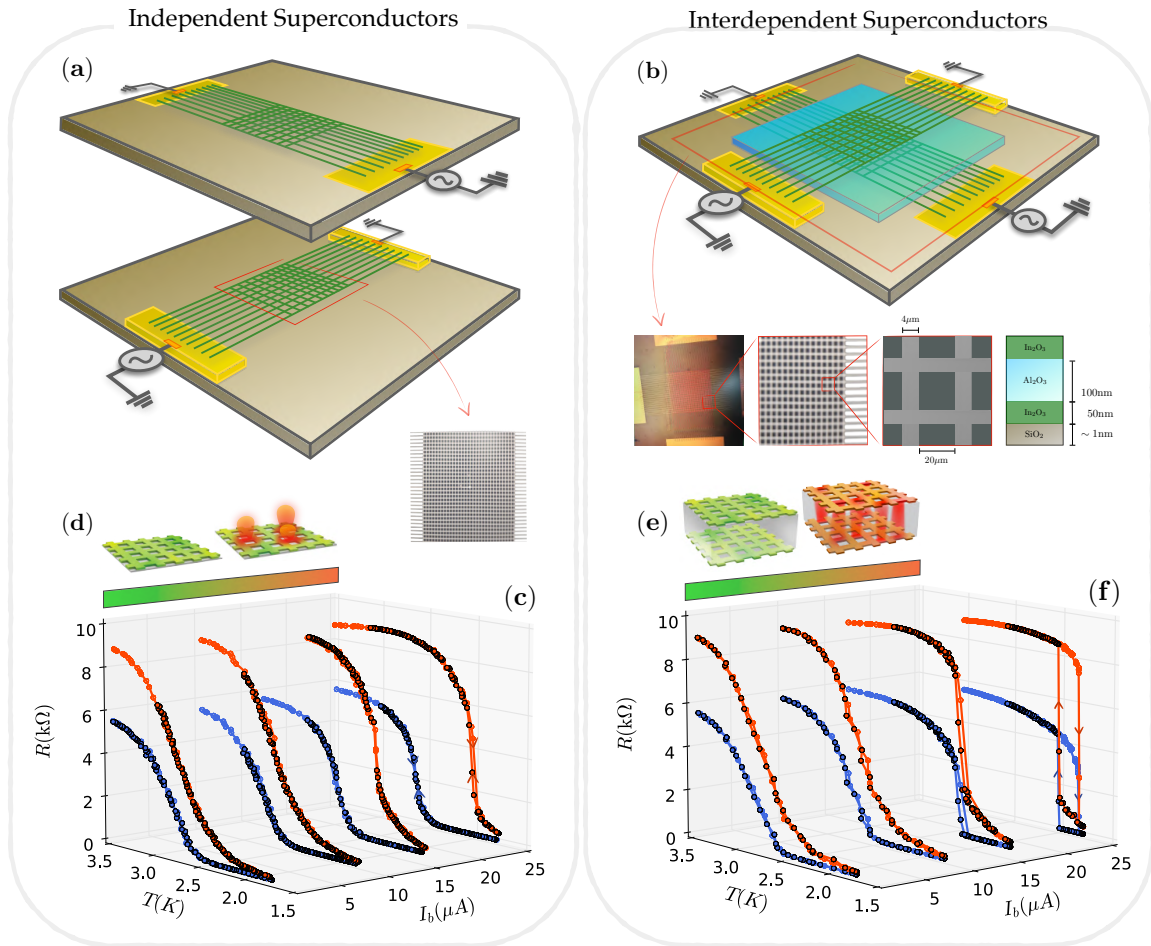 Independent Superconductors
Interdependent Superconductors
(a)
(b)
4μm
In₂O₃
Al₂O₃
100nm
In₂O₃
50nm
SiO₂
~ 1nm
20μm
(d)
(e)
(c)
(f)
R(kΩ)
10
8
6
4
2
0
3.5
3.0
2.5
2.0
1.5
T(K)
5
10
15
20
25
I_b(μA)
R(kΩ)
10
8
6
4
2
0
3.5
3.0
2.5
2.0
1.5
T(K)
5
10
15
20
25
I_b(μA)